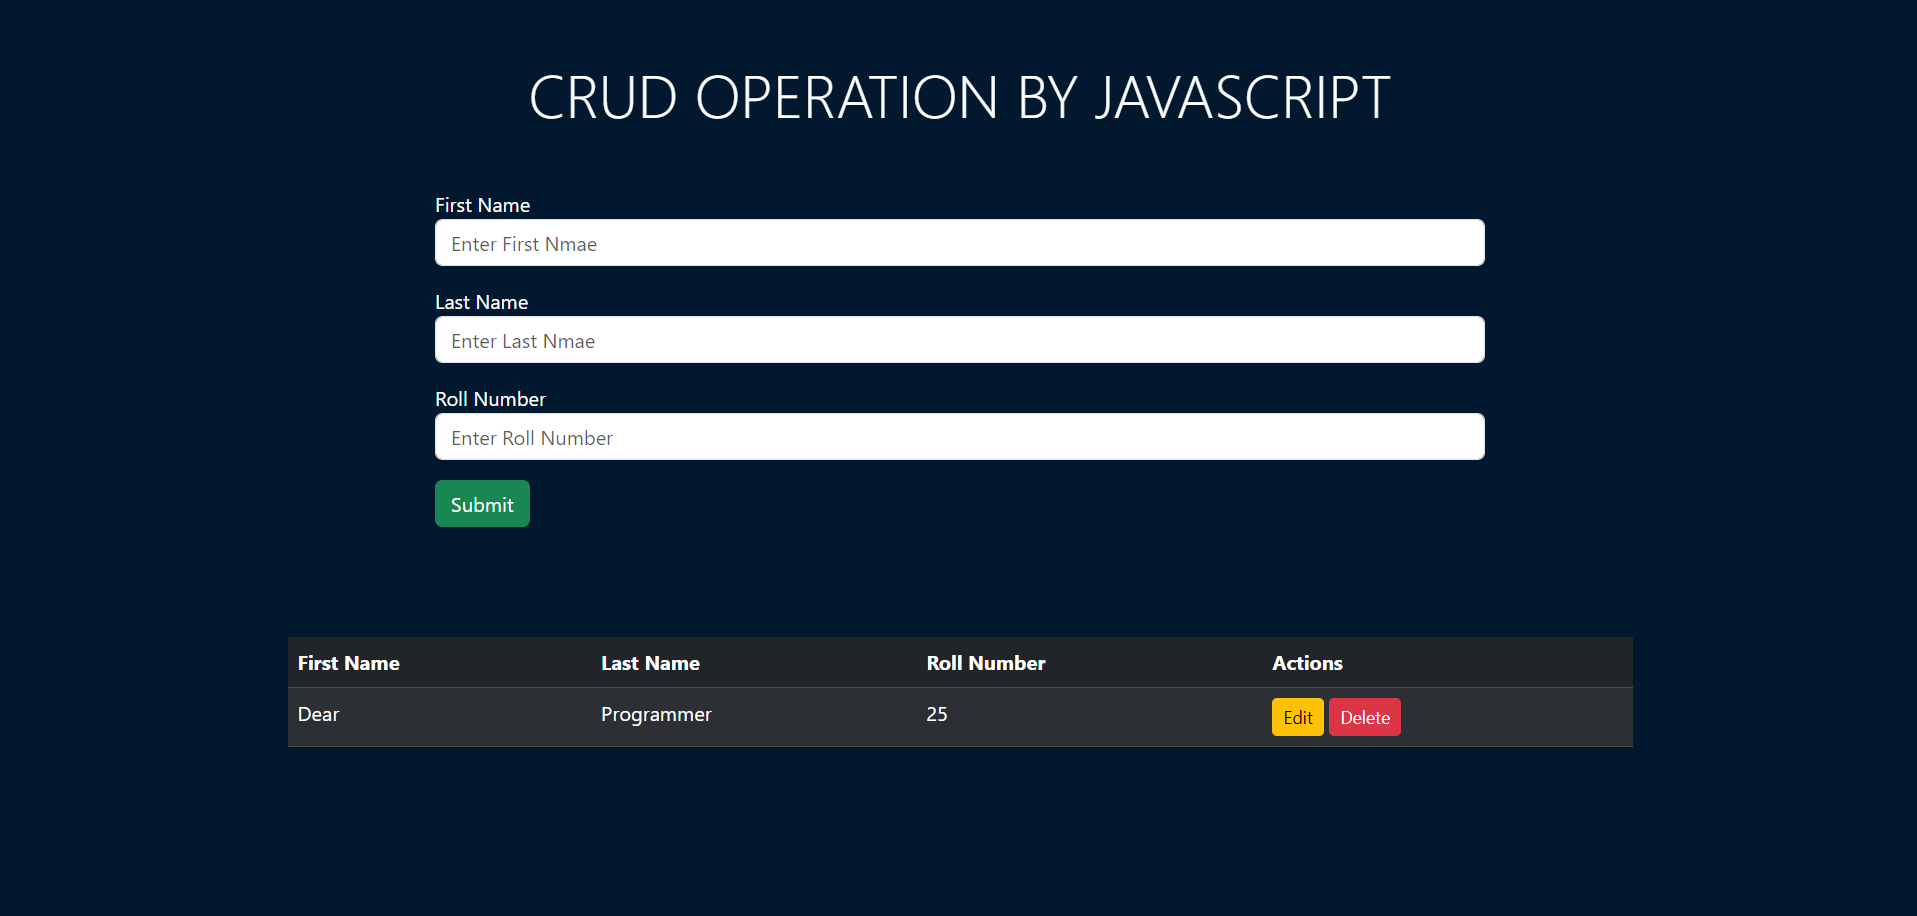 CRUD OPERATION BY JAVASCRIPT
First Name
Enter First Nmae
Last Name
Enter Last Nmae
Roll Number
Enter Roll Number
Submit
First Name Last Name Roll Number Actions
Dear Programmer 25 Edit Delete